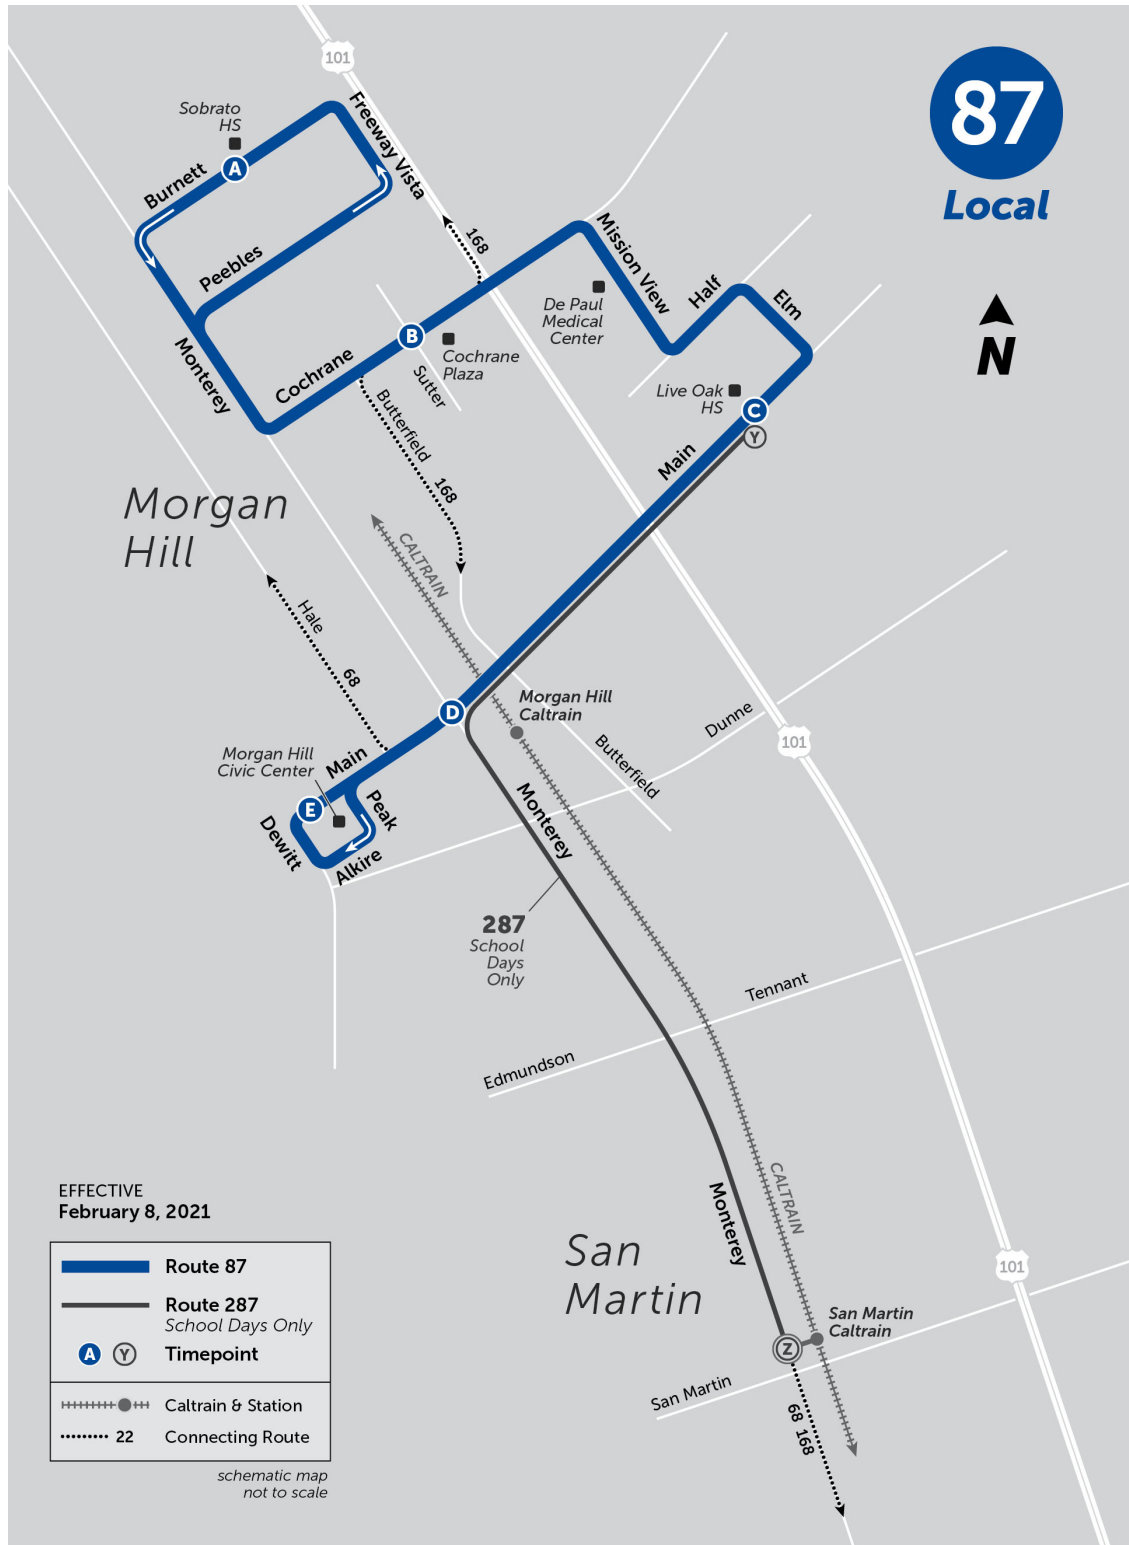 101
87
Local
Sobrato
HS
A
Burnett
Freeway Vista
Peebles
168
Mission View
Half
Elm
De Paul
Medical
Center
N
B
Cochrane
Plaza
Monterey
Cochrane
Sutter
Butterfield
168
Live Oak
HS
C
Y
Main
Morgan
Hill
CALTRAIN
Hale
68
D
Morgan Hill
Caltrain
Dunne
101
Butterfield
Morgan Hill
Civic Center
Main
E
Peak
Dewitt
Alkire
Monterey
287
School
Days
Only
Tennant
Edmundson
CALTRAIN
Monterey
San
Martin
101
San Martin
Caltrain
Z
San Martin
68 168
EFFECTIVE
February 8, 2021
Route 87
Route 287
School Days Only
A Y Timepoint
Caltrain & Station
22 Connecting Route
schematic map
not to scale